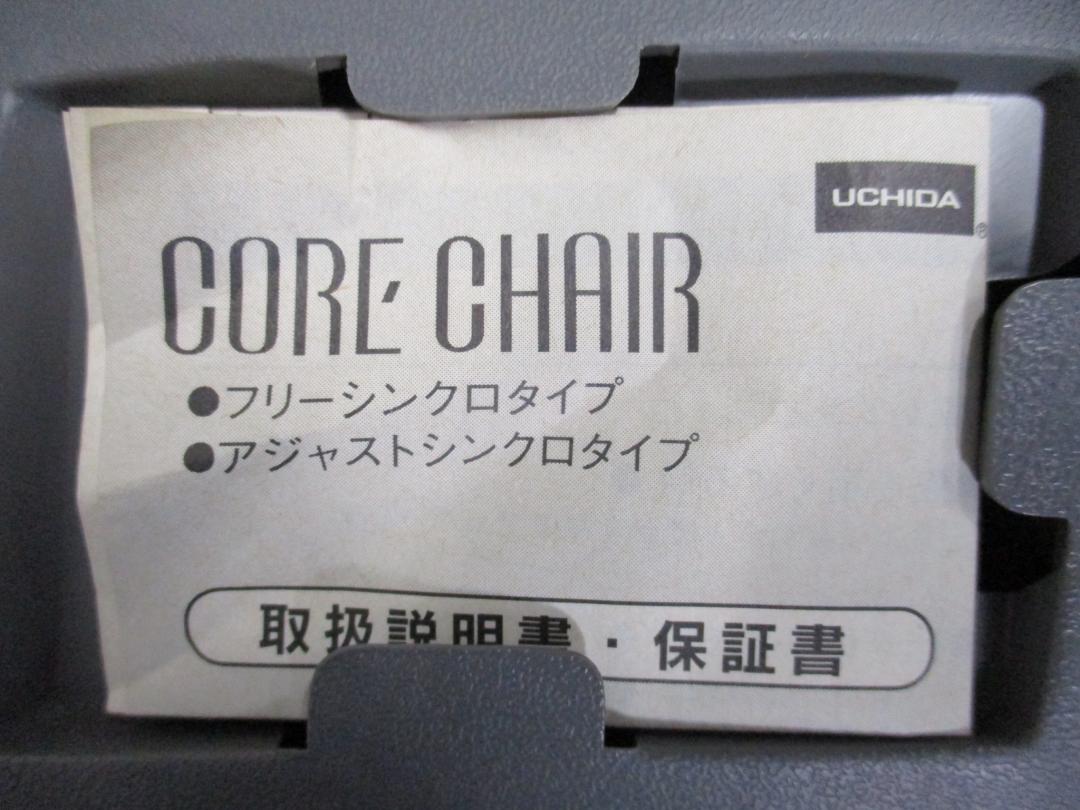 UCHIDA
®
CORE CHAIR
●フリーシンクロタイプ
●アジャストシンクロタイプ
取扱説明書・保証書